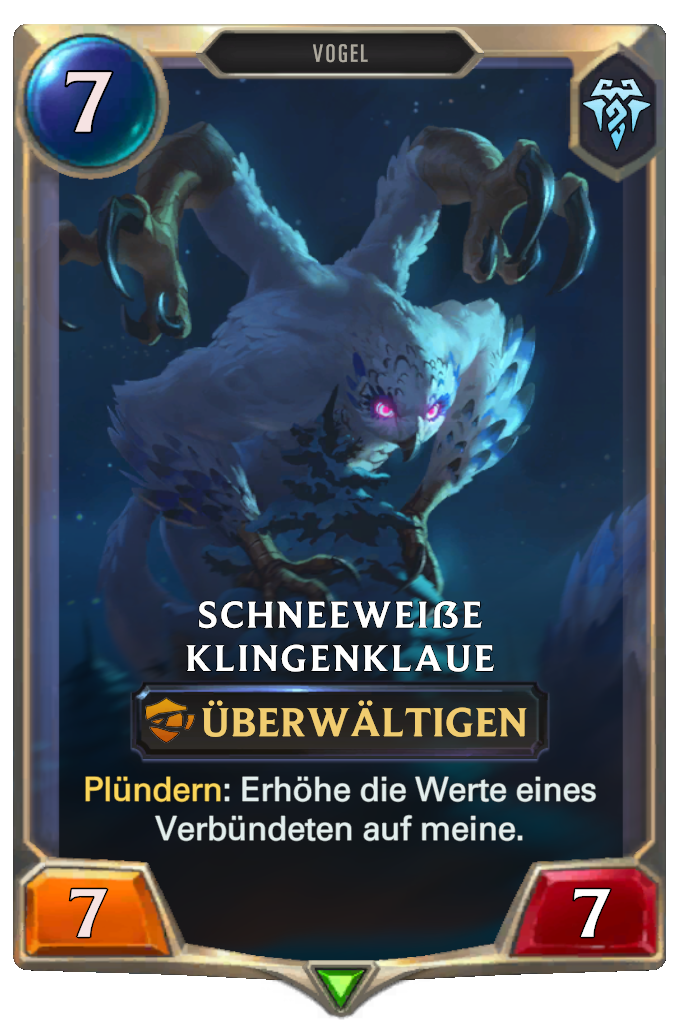 7
VOGEL
SCHNEEWEIẞE
KLINGENKLAUE
ÜBERWÄLTIGEN
Plündern: Erhöhe die Werte eines
Verbündeten auf meine.
7
7